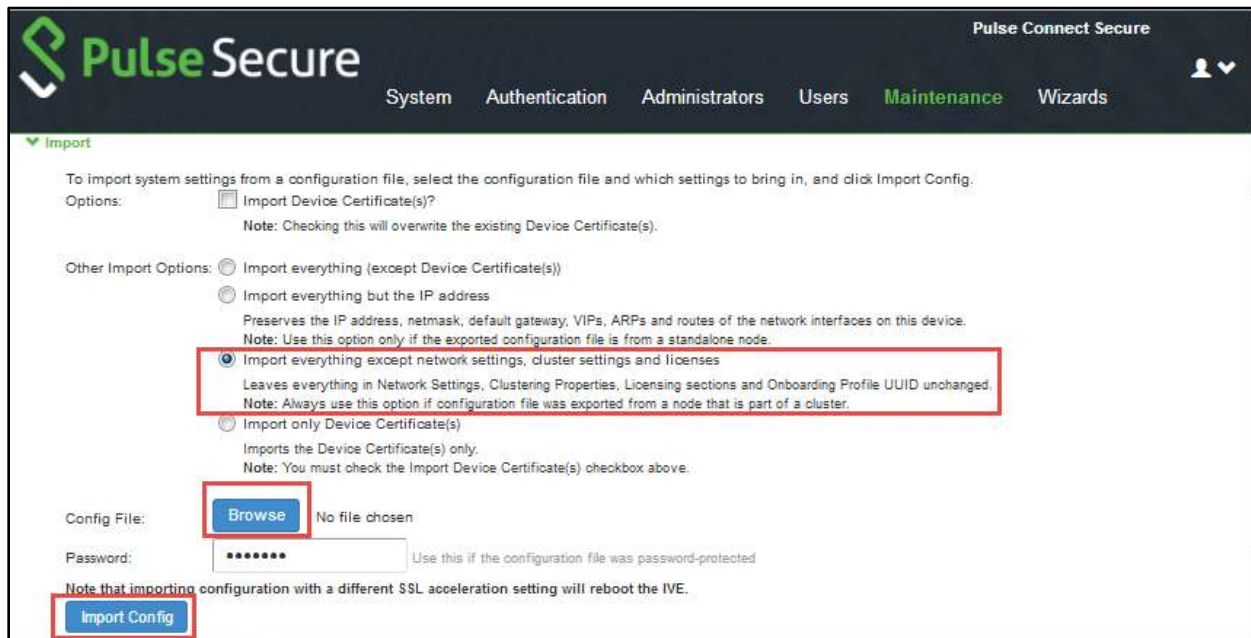 Pulse Connect Secure
Pulse Secure
System Authentication Administrators Users Maintenance Wizards
Import
To import system settings from a configuration file, select the configuration file and which settings to bring in, and click Import Config.
Options: Import Device Certificate(s)?
Note: Checking this will overwrite the existing Device Certificate(s).
Other Import Options: Import everything (except Device Certificate(s))
Import everything but the IP address
Preserves the IP address, netmask, default gateway, VIPs, ARPs and routes of the network interfaces on this device.
Note: Use this option only if the exported configuration file is from a standalone node.
Import everything except network settings, cluster settings and licenses
Leaves everything in Network Settings, Clustering Properties, Licensing sections and Onboarding Profile UUID unchanged.
Note: Always use this option if configuration file was exported from a node that is part of a cluster.
Import only Device Certificate(s)
Imports the Device Certificate(s) only.
Note: You must check the Import Device Certificate(s) checkbox above.
Config File: Browse No file chosen
Password: ••••••• Use this if the configuration file was password-protected
Note that importing configuration with a different SSL acceleration setting will reboot the IVE.
Import Config